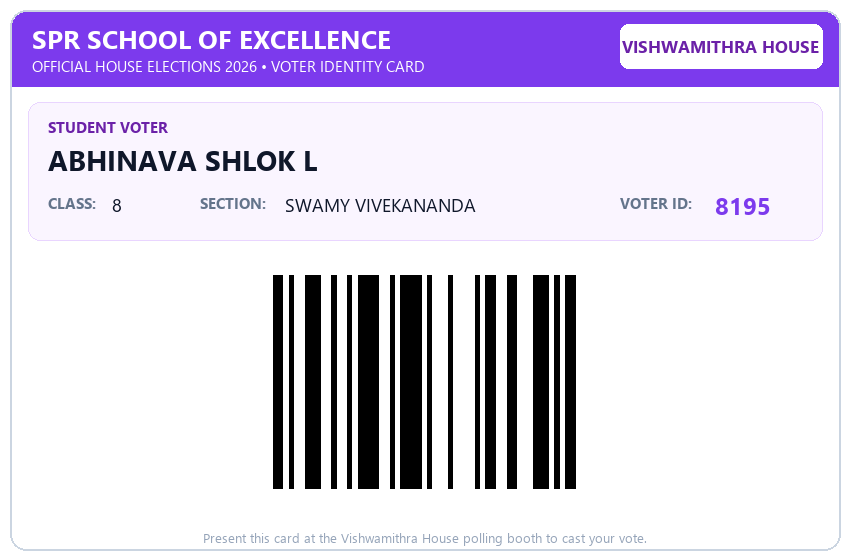 SPR SCHOOL OF EXCELLENCE
OFFICIAL HOUSE ELECTIONS 2026 • VOTER IDENTITY CARD
VISHWAMITHRA HOUSE
STUDENT VOTER
ABHINAVA SHLOK L
CLASS: 8 SECTION: SWAMY VIVEKANANDA VOTER ID: 8195
Present this card at the Vishwamithra House polling booth to cast your vote.